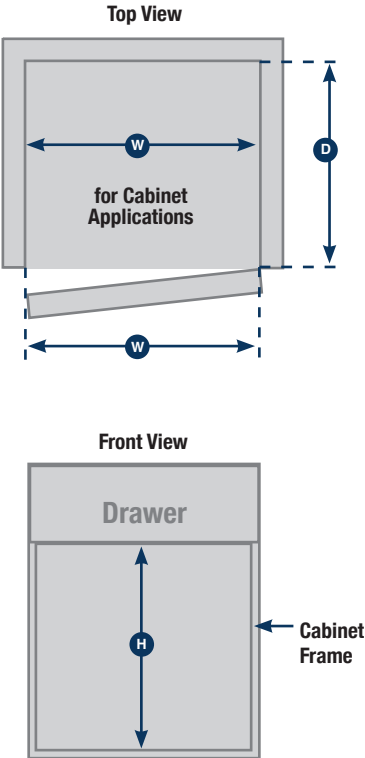 Top View
W
D
for Cabinet
Applications
W
Front View
Drawer
H
Cabinet
Frame